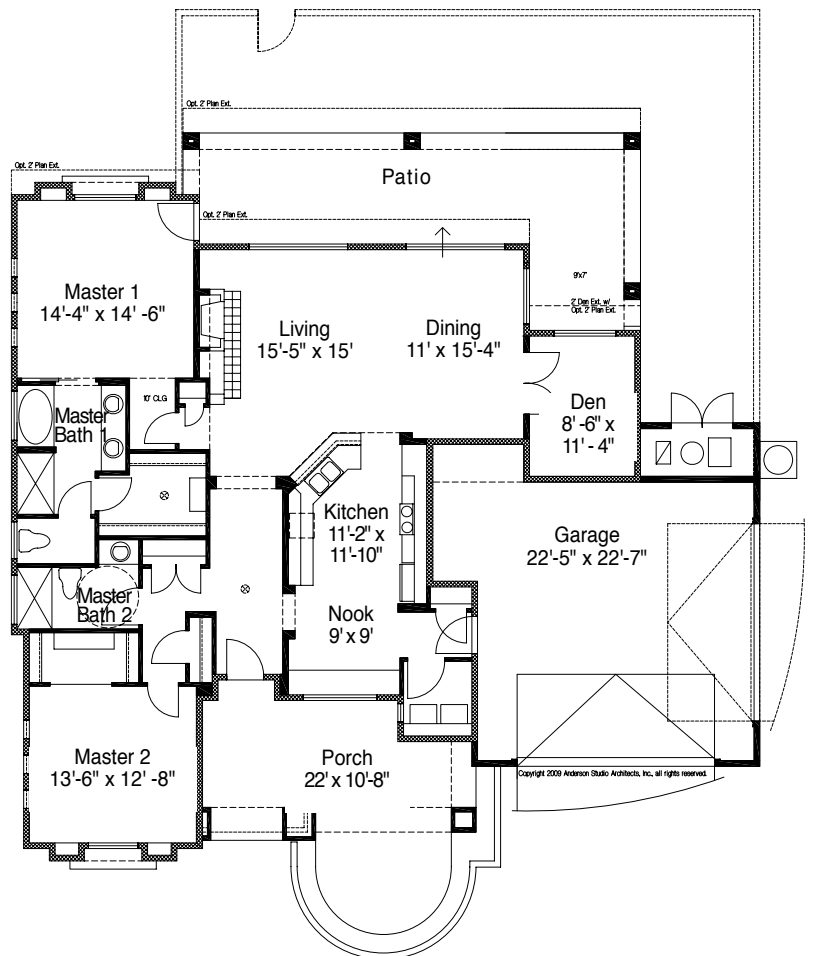 Opt. 2' Plan Ext.
Patio
Opt. 2' Plan Ext.
Opt. 2' Plan Ext.
9'x7'
2' Den Ext. w/
Opt. 2' Plan Ext.
Master 1
14'-4" x 14' -6"
Living
15'-5" x 15'
Dining
11' x 15'-4"
10' CLG
Master
Bath 1
Den
8' -6" x
11' - 4"
Kitchen
11'-2" x
11'-10"
Garage
22'-5" x 22'-7"
Master
Bath 2
Nook
9' x 9'
Master 2
13'-6" x 12' -8"
Porch
22' x 10'-8"
Copyright 2009 Anderson Studio Architects, Inc., all rights reserved.